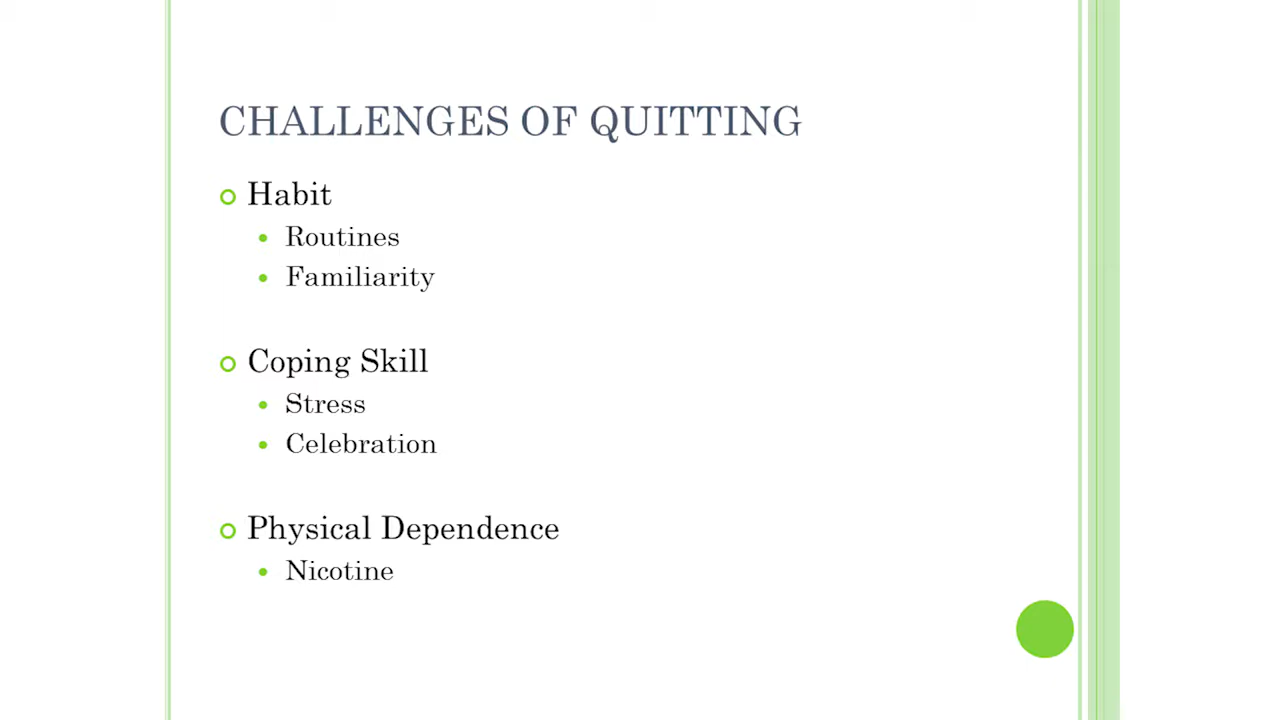 CHALLENGES OF QUITTING
Habit
Routines
Familiarity
Coping Skill
Stress
Celebration
Physical Dependence
Nicotine